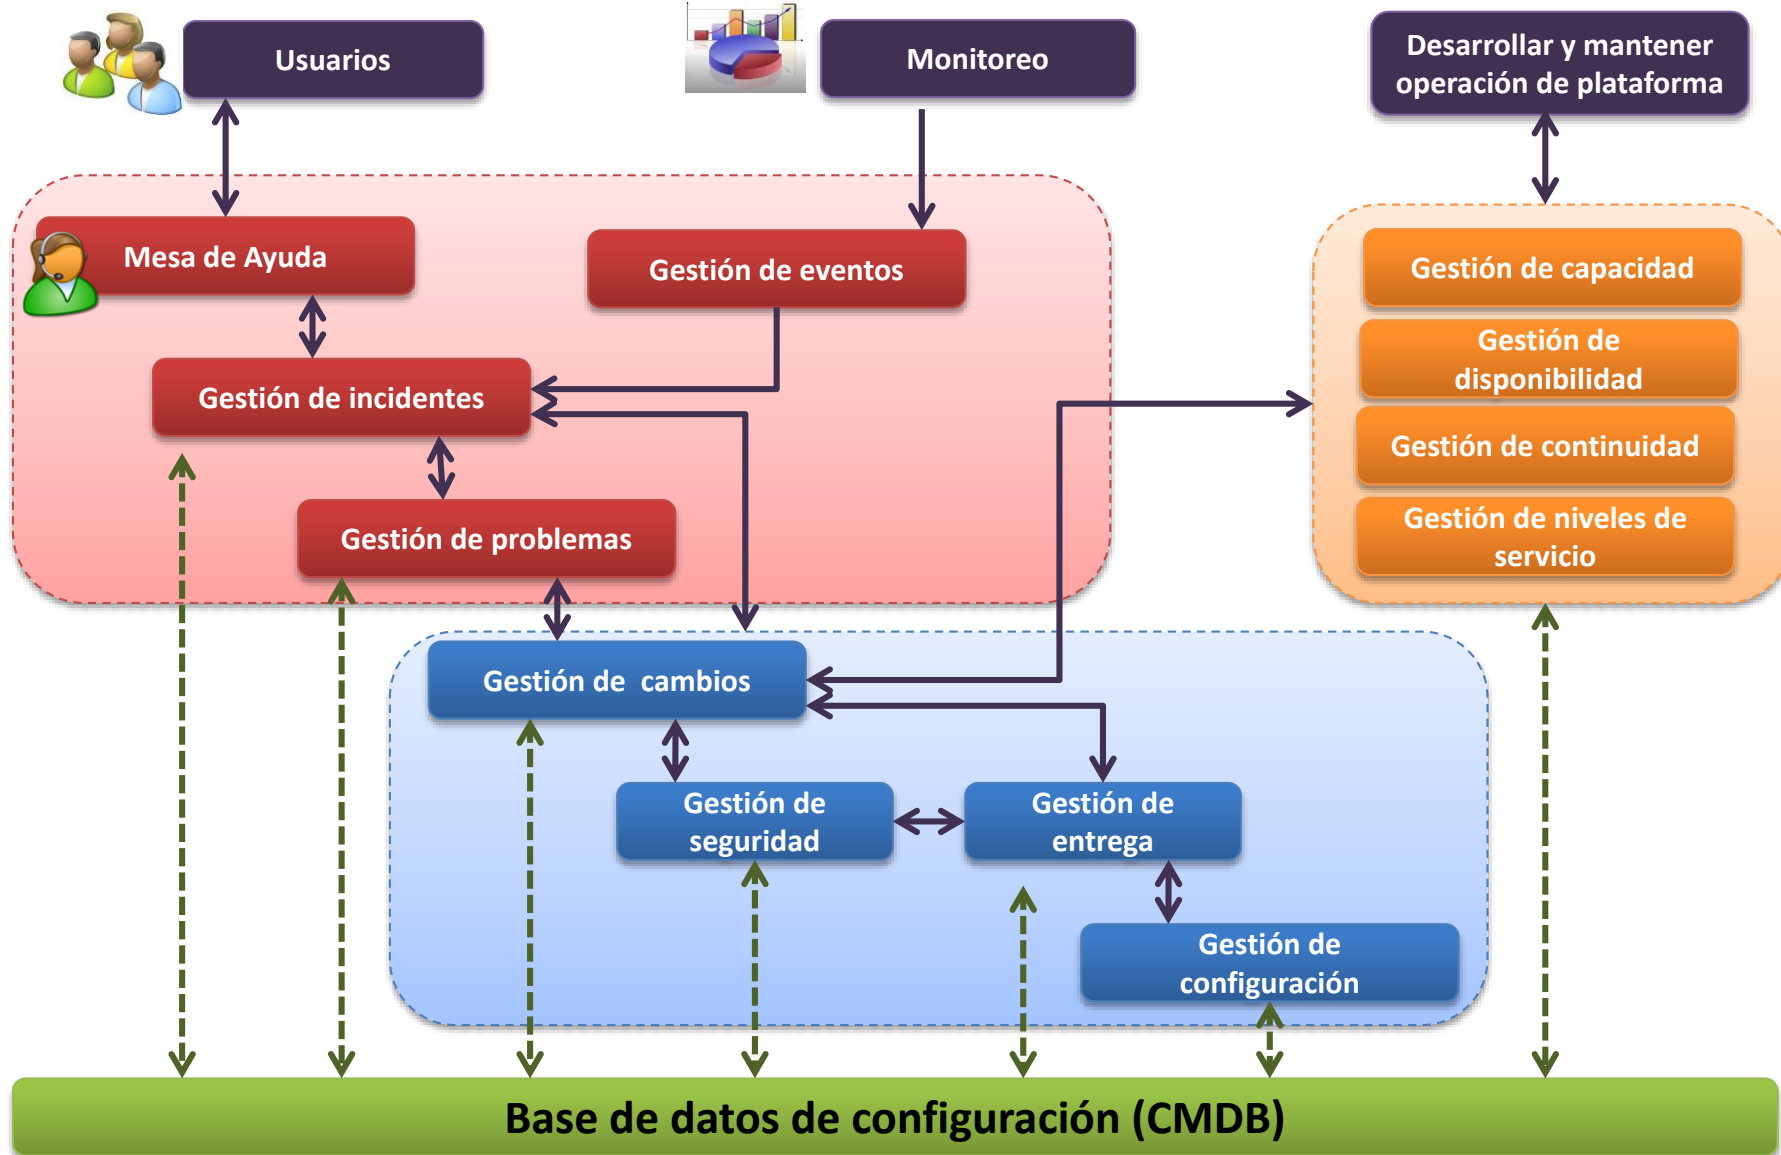 Usuarios
Monitoreo
Desarrollar y mantener
operación de plataforma
Mesa de Ayuda
Gestión de eventos
Gestión de incidentes
Gestión de problemas
Gestión de capacidad
Gestión de
disponibilidad
Gestión de continuidad
Gestión de niveles de
servicio
Gestión de cambios
Gestión de
seguridad
Gestión de
entrega
Gestión de
configuración
Base de datos de configuración (CMDB)